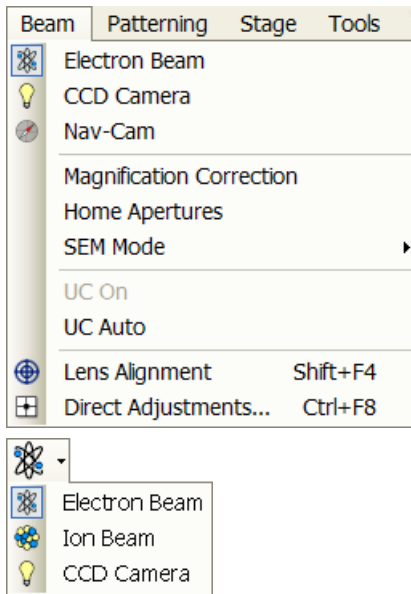 Beam Patterning Stage Tools
Electron Beam
CCD Camera
Nav-Cam
Magnification Correction
Home Apertures
SEM Mode
UC On
UC Auto
Lens Alignment Shift+F4
Direct Adjustments... Ctrl+F8
Electron Beam
Ion Beam
CCD Camera